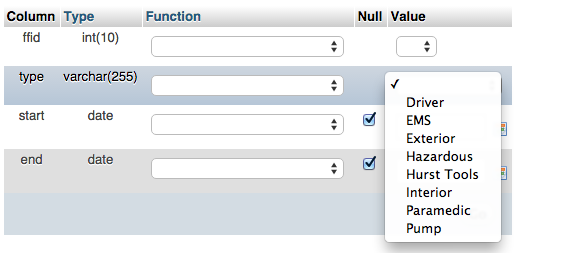 Column Type Function Null Value
ffid int(10)
type varchar(255)
start date
end date
Driver
EMS
Exterior
Hazardous
Hurst Tools
Interior
Paramedic
Pump